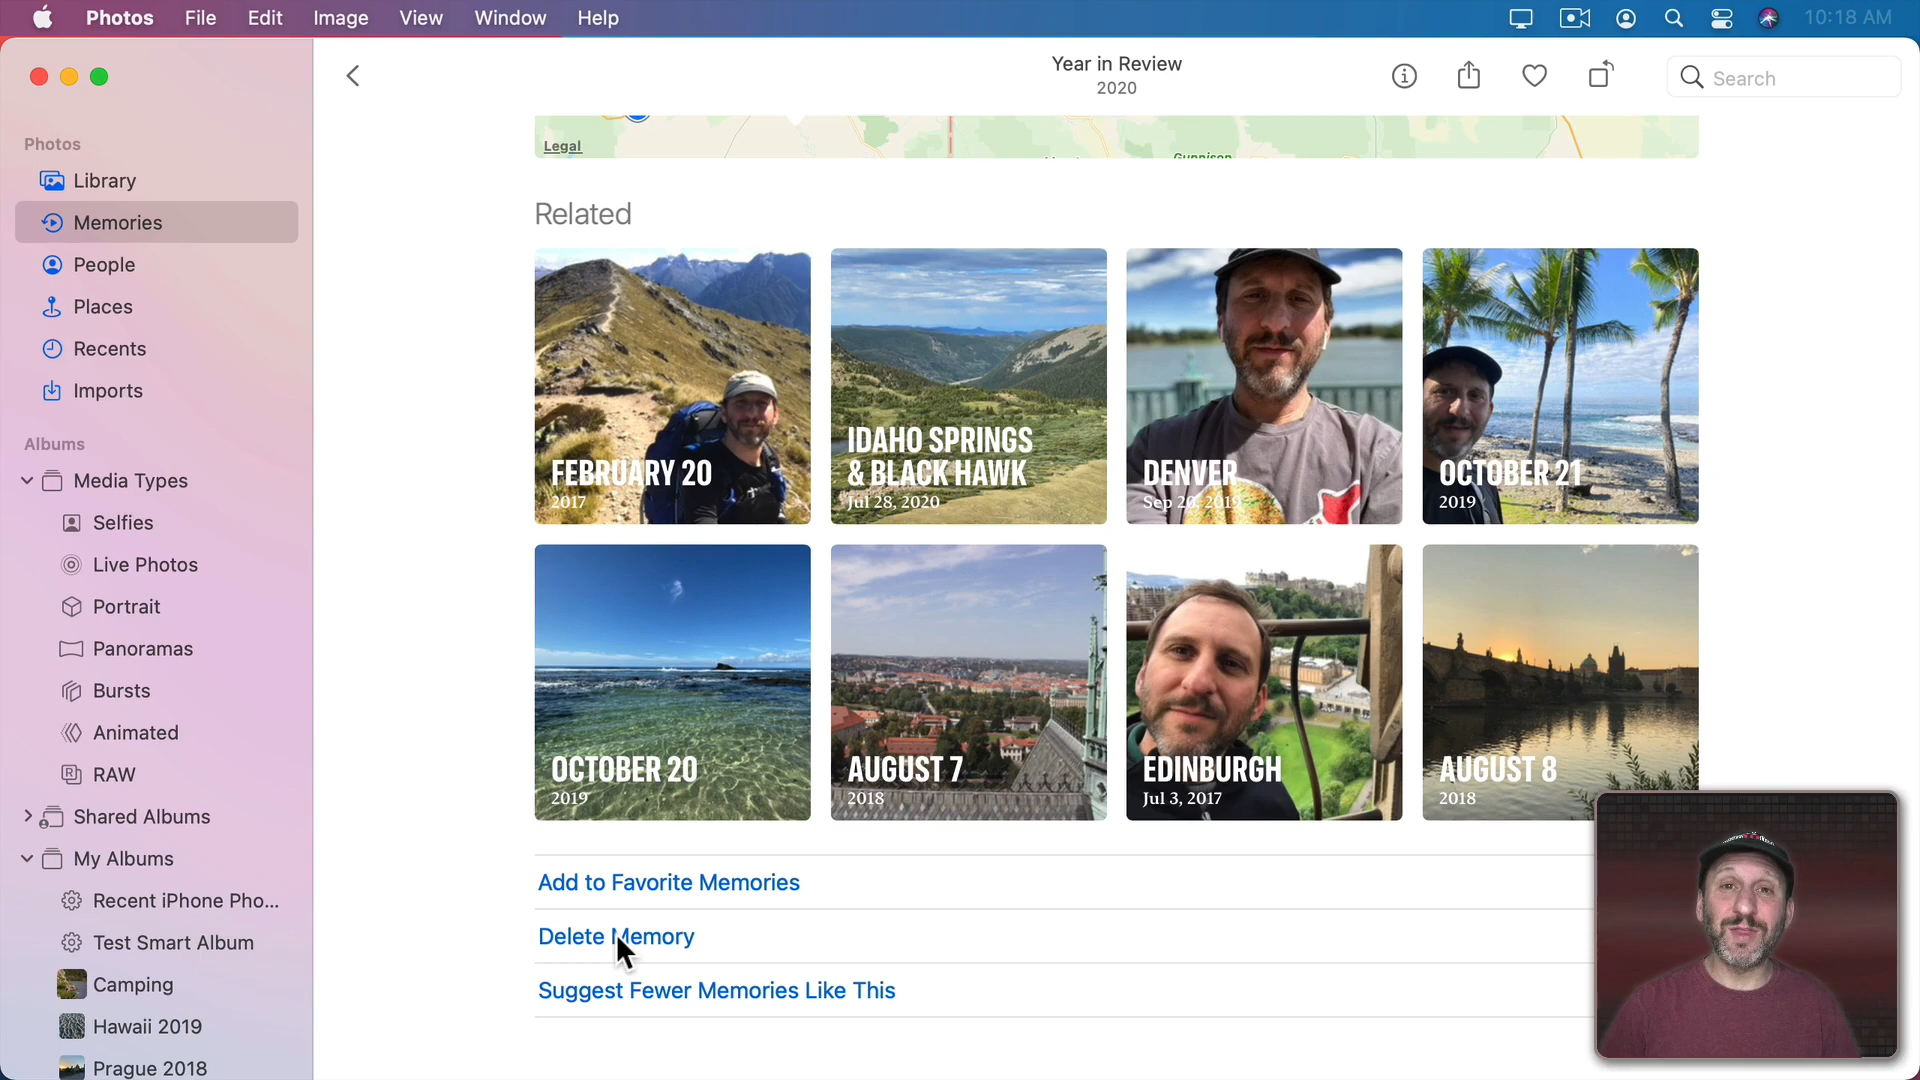 Photos File Edit Image View Window Help 10:18 AM
Year in Review
2020
Search
Photos
Library
Memories
People
Places
Recents
Imports
Albums
Media Types
Selfies
Live Photos
Portrait
Panoramas
Bursts
Animated
RAW
Shared Albums
My Albums
Recent iPhone Pho...
Test Smart Album
Camping
Hawaii 2019
Prague 2018
Legal
Gunnison
Related
FEBRUARY 20
2017
IDAHO SPRINGS
& BLACK HAWK
Jul 28, 2020
DENVER
Sep 20, 2019
OCTOBER 21
2019
OCTOBER 20
2019
AUGUST 7
2018
EDINBURGH
Jul 3, 2017
AUGUST 8
2018
Add to Favorite Memories
Delete Memory
Suggest Fewer Memories Like This